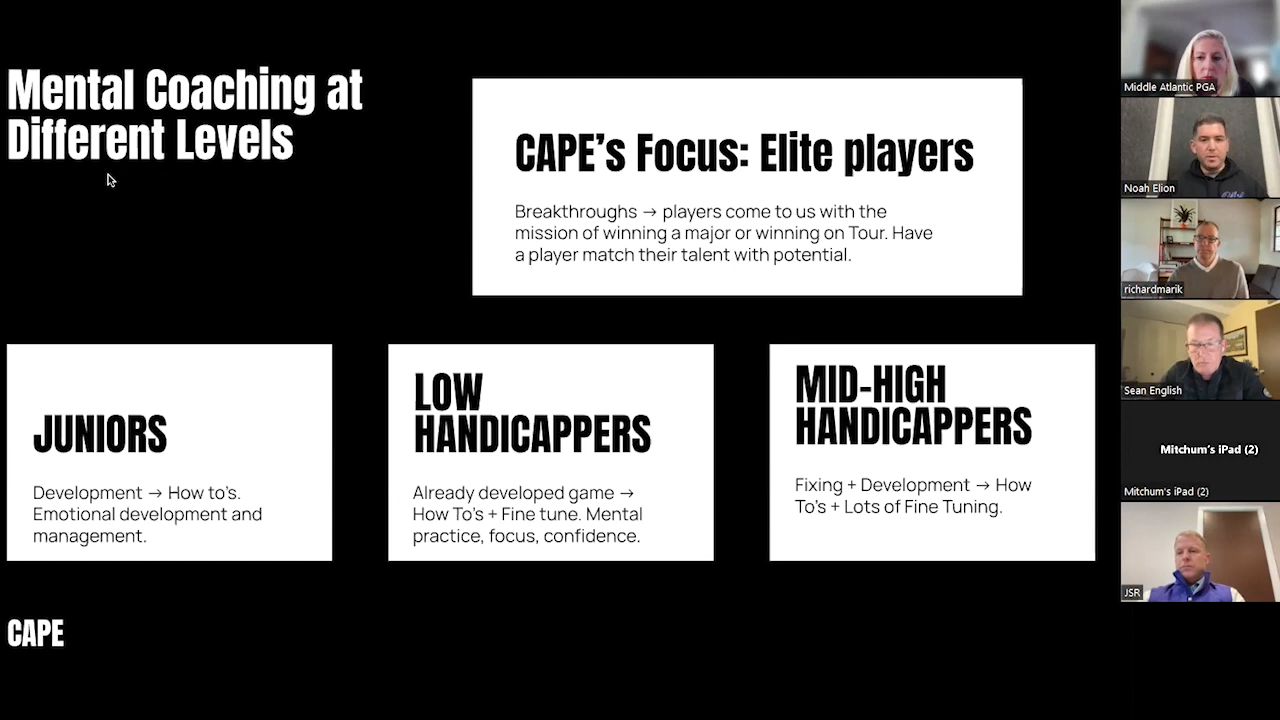 Mental Coaching at
Different Levels
CAPE's Focus: Elite players
Breakthroughs → players come to us with the
mission of winning a major or winning on Tour. Have
a player match their talent with potential.
JUNIORS
Development → How to's.
Emotional development and
management.
LOW
HANDICAPPERS
Already developed game →
How To's + Fine tune. Mental
practice, focus, confidence.
MID-HIGH
HANDICAPPERS
Fixing + Development → How
To's + Lots of Fine Tuning.
CAPE
Middle Atlantic PGA
Noah Elion
richardmarik
Sean English
Mitchum's iPad (2)
Mitchum's iPad (2)
JSR